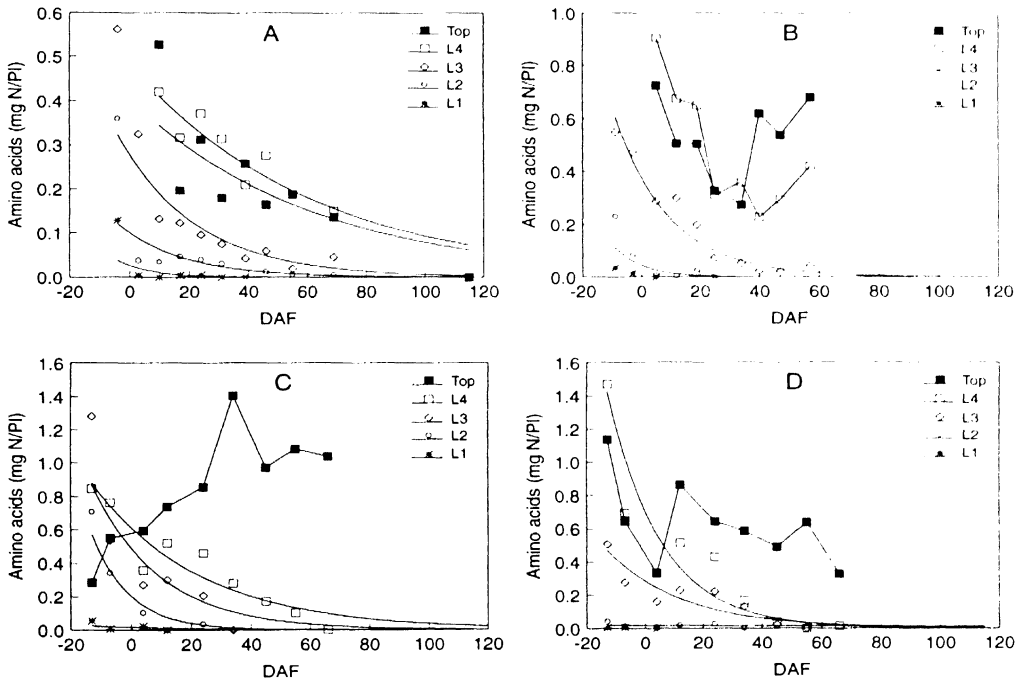 A
Amino acids (mg N/Pl)
0.6
0.5
0.4
0.3
0.2
0.1
0.0
-20 0 20 40 60 80 100 120
DAF
Top
L4
L3
L2
L1
B
Amino acids (mg N/Pl)
1.0
0.8
0.6
0.4
0.2
0.0
-20 0 20 40 60 80 100 120
DAF
Top
L4
L3
L2
L1
C
Amino acids (mg N/Pl)
1.6
1.4
1.2
1.0
0.8
0.6
0.4
0.2
0.0
-20 0 20 40 60 80 100 120
DAF
Top
L4
L3
L2
L1
D
Amino acids (mg N/Pl)
1.6
1.4
1.2
1.0
0.8
0.6
0.4
0.2
0.0
-20 0 20 40 60 80 100 120
DAF
Top
L4
L3
L2
L1